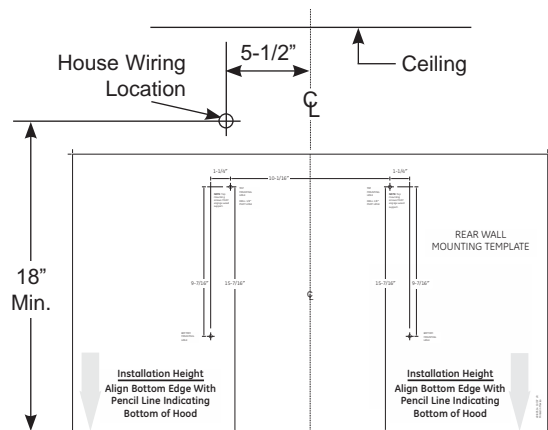 5-1/2”
House Wiring
Location
Ceiling
CL
1-1/4"
10-1/16"
1-1/4"
REAR WALL
MOUNTING TEMPLATE
18”
Min.
9-7/16"
15-7/16"
CL
15-7/16"
9-7/16"
Installation Height
Align Bottom Edge With
Pencil Line Indicating
Bottom of Hood
Installation Height
Align Bottom Edge With
Pencil Line Indicating
Bottom of Hood